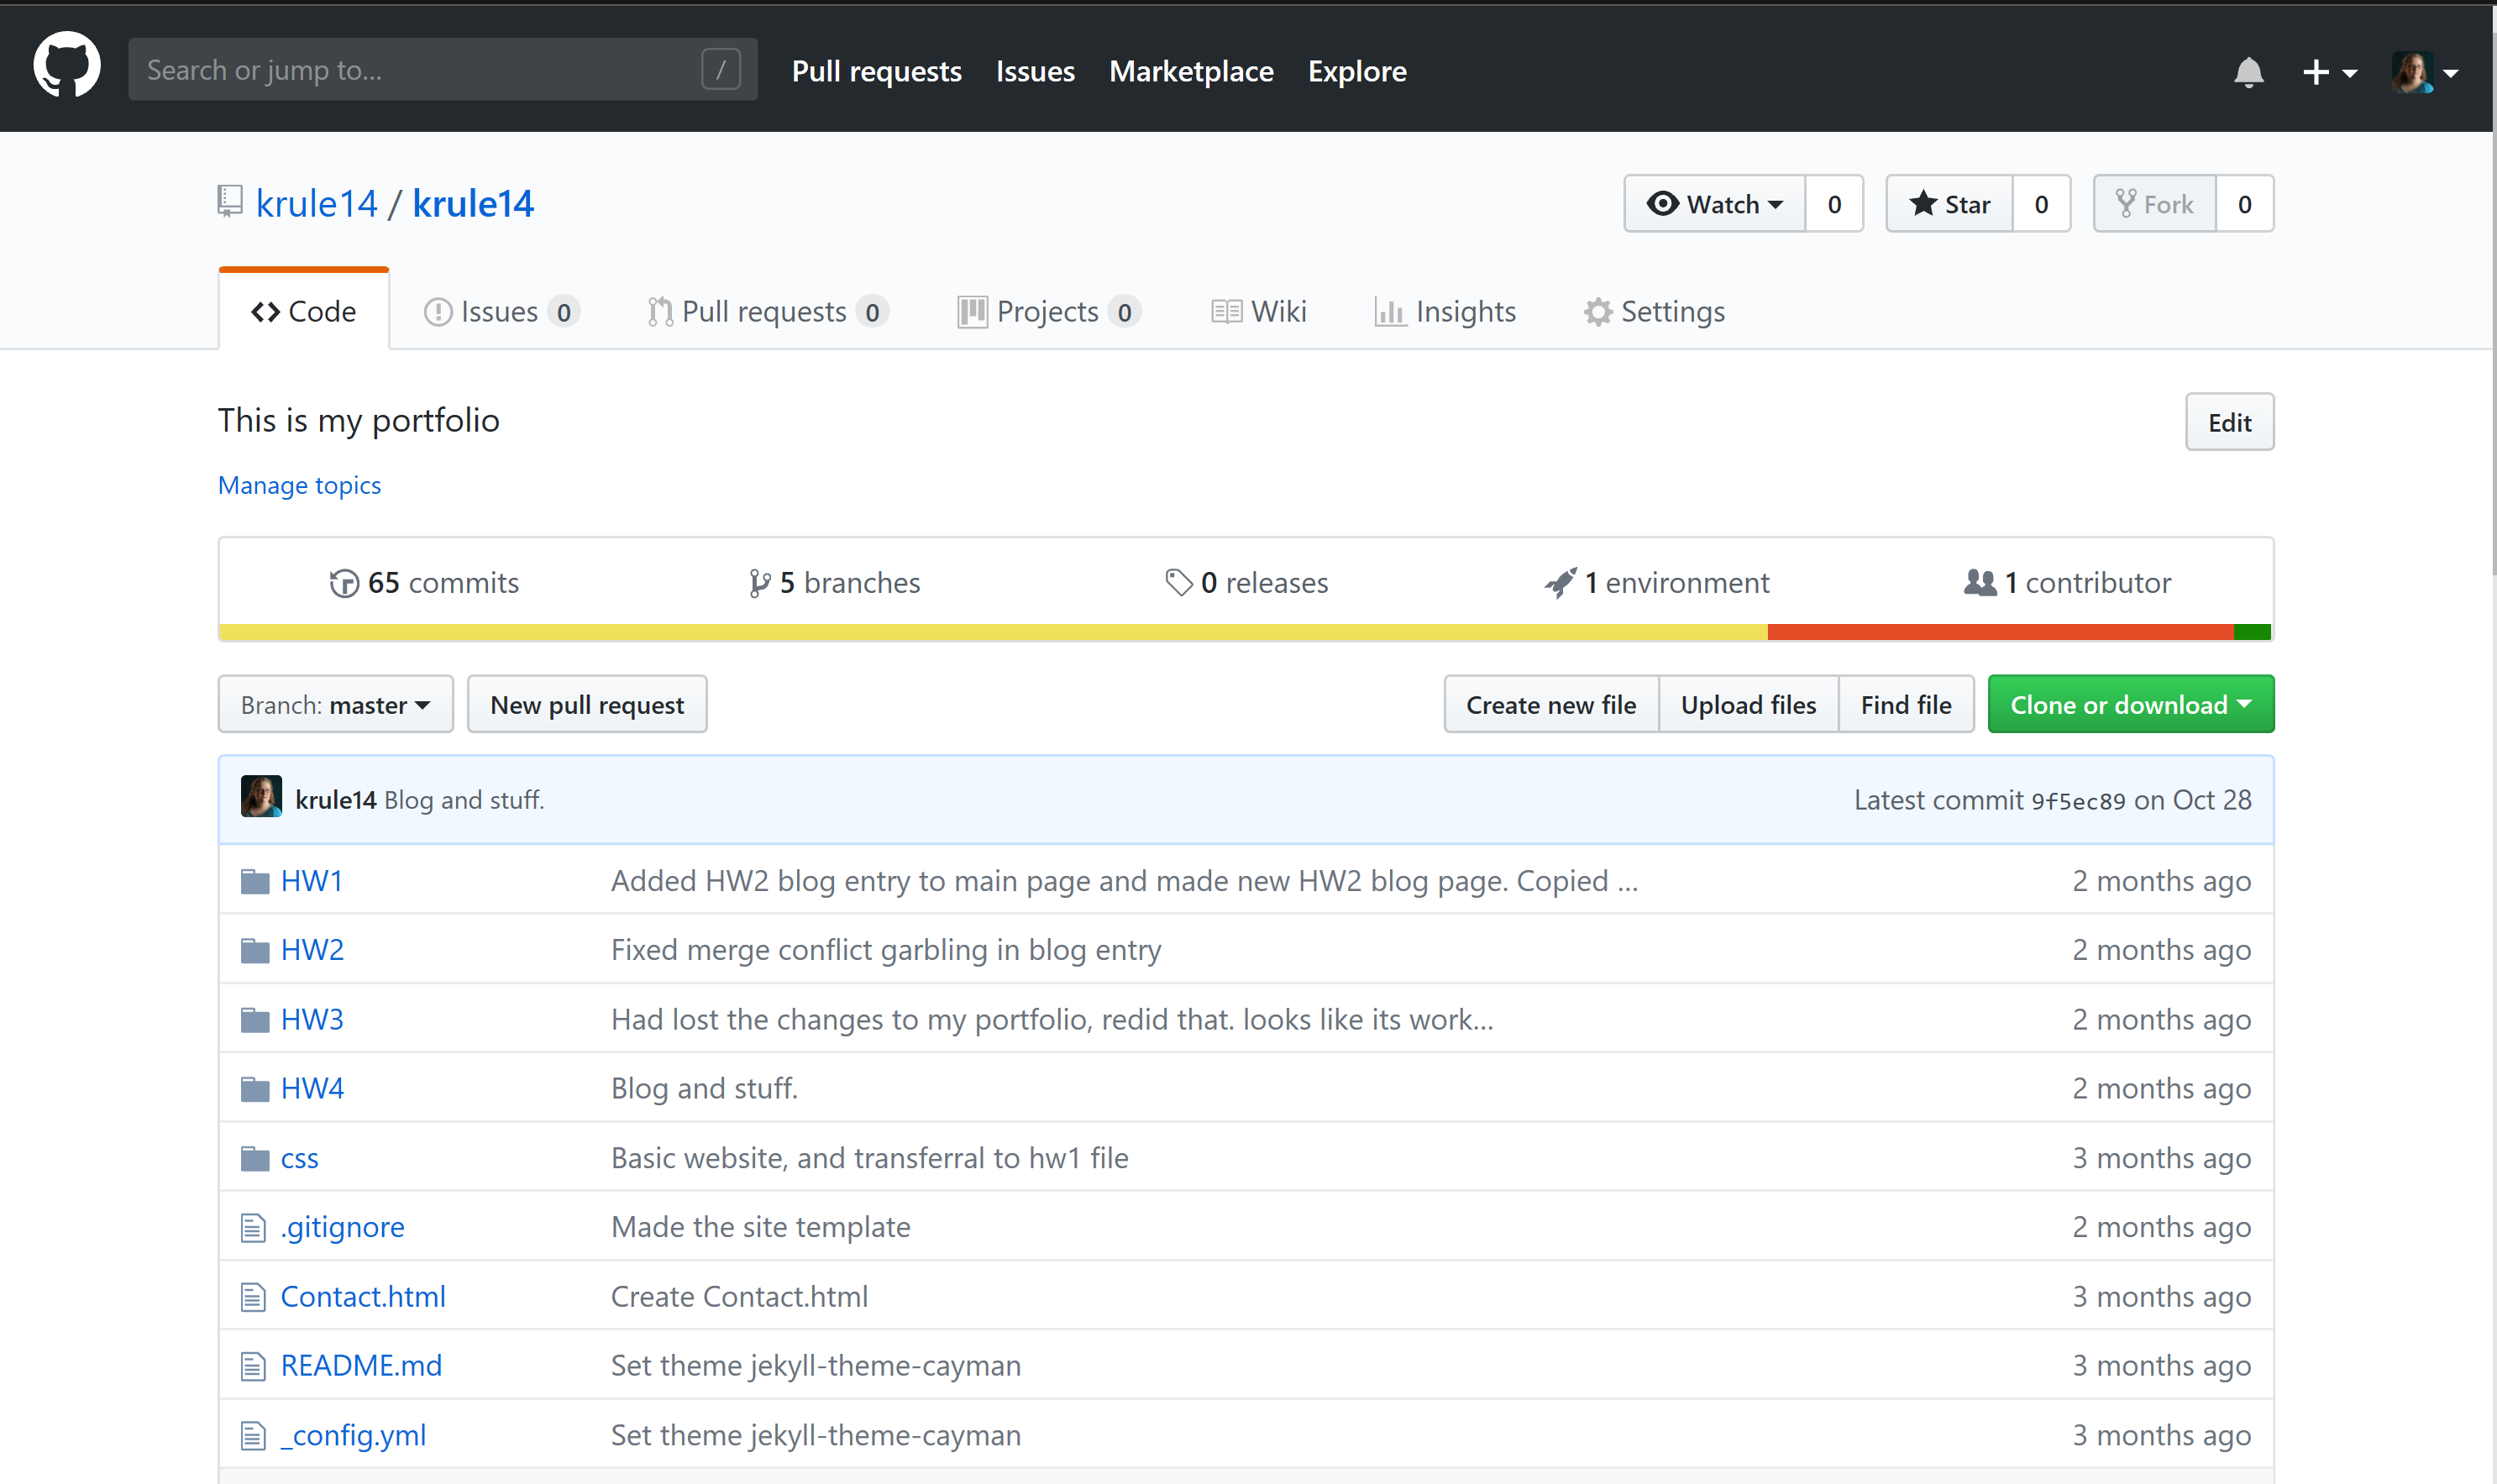 Search or jump to... / Pull requests Issues Marketplace Explore
krule14 / krule14 Watch 0 Star 0 Fork 0
Code Issues 0 Pull requests 0 Projects 0 Wiki Insights Settings
This is my portfolio Edit
Manage topics
65 commits 5 branches 0 releases 1 environment 1 contributor
Branch: master New pull request Create new file Upload files Find file Clone or download
krule14 Blog and stuff. Latest commit 9f5ec89 on Oct 28
HW1 Added HW2 blog entry to main page and made new HW2 blog page. Copied ... 2 months ago
HW2 Fixed merge conflict garbling in blog entry 2 months ago
HW3 Had lost the changes to my portfolio, redid that. looks like its work... 2 months ago
HW4 Blog and stuff. 2 months ago
css Basic website, and transferral to hw1 file 3 months ago
.gitignore Made the site template 2 months ago
Contact.html Create Contact.html 3 months ago
README.md Set theme jekyll-theme-cayman 3 months ago
_config.yml Set theme jekyll-theme-cayman 3 months ago